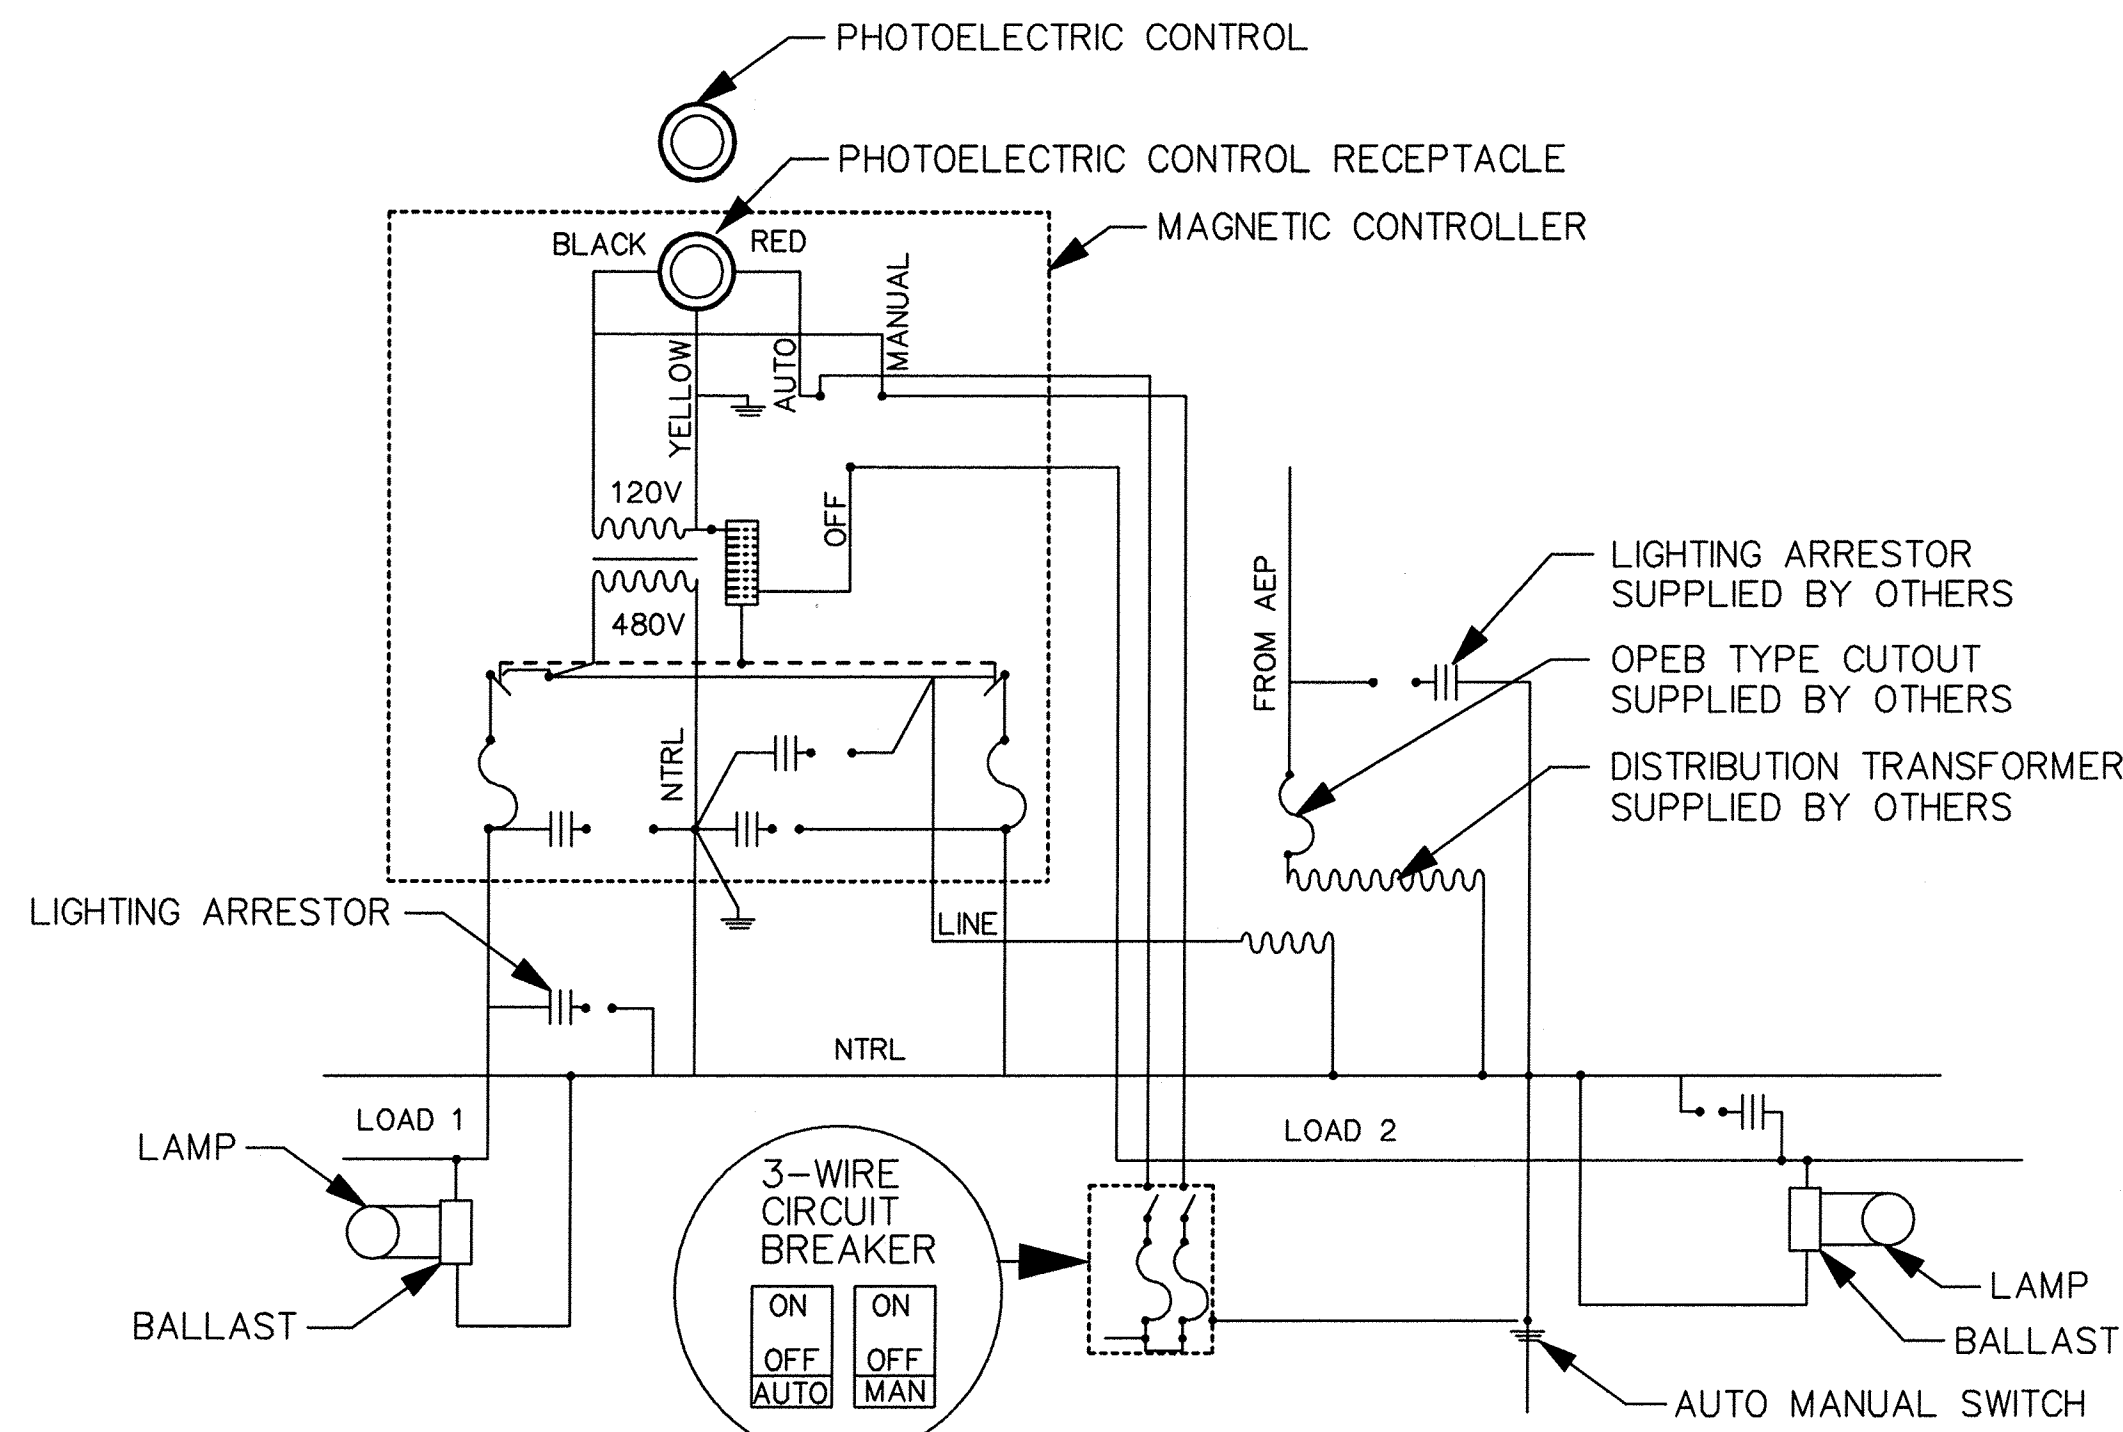 PHOTOELECTRIC CONTROL
PHOTOELECTRIC CONTROL RECEPTACLE
MAGNETIC CONTROLLER
BLACK
RED
MANUAL
AUTO
YELLOW
120V
OFF
480V
NTRL
FROM AEP
LIGHTING ARRESTOR
SUPPLIED BY OTHERS
OPEB TYPE CUTOUT
SUPPLIED BY OTHERS
DISTRIBUTION TRANSFORMER
SUPPLIED BY OTHERS
LIGHTING ARRESTOR
LINE
NTRL
LOAD 1
LOAD 2
LAMP
BALLAST
3-WIRE
CIRCUIT
BREAKER
ON
OFF
AUTO
ON
OFF
MAN
LAMP
BALLAST
AUTO MANUAL SWITCH